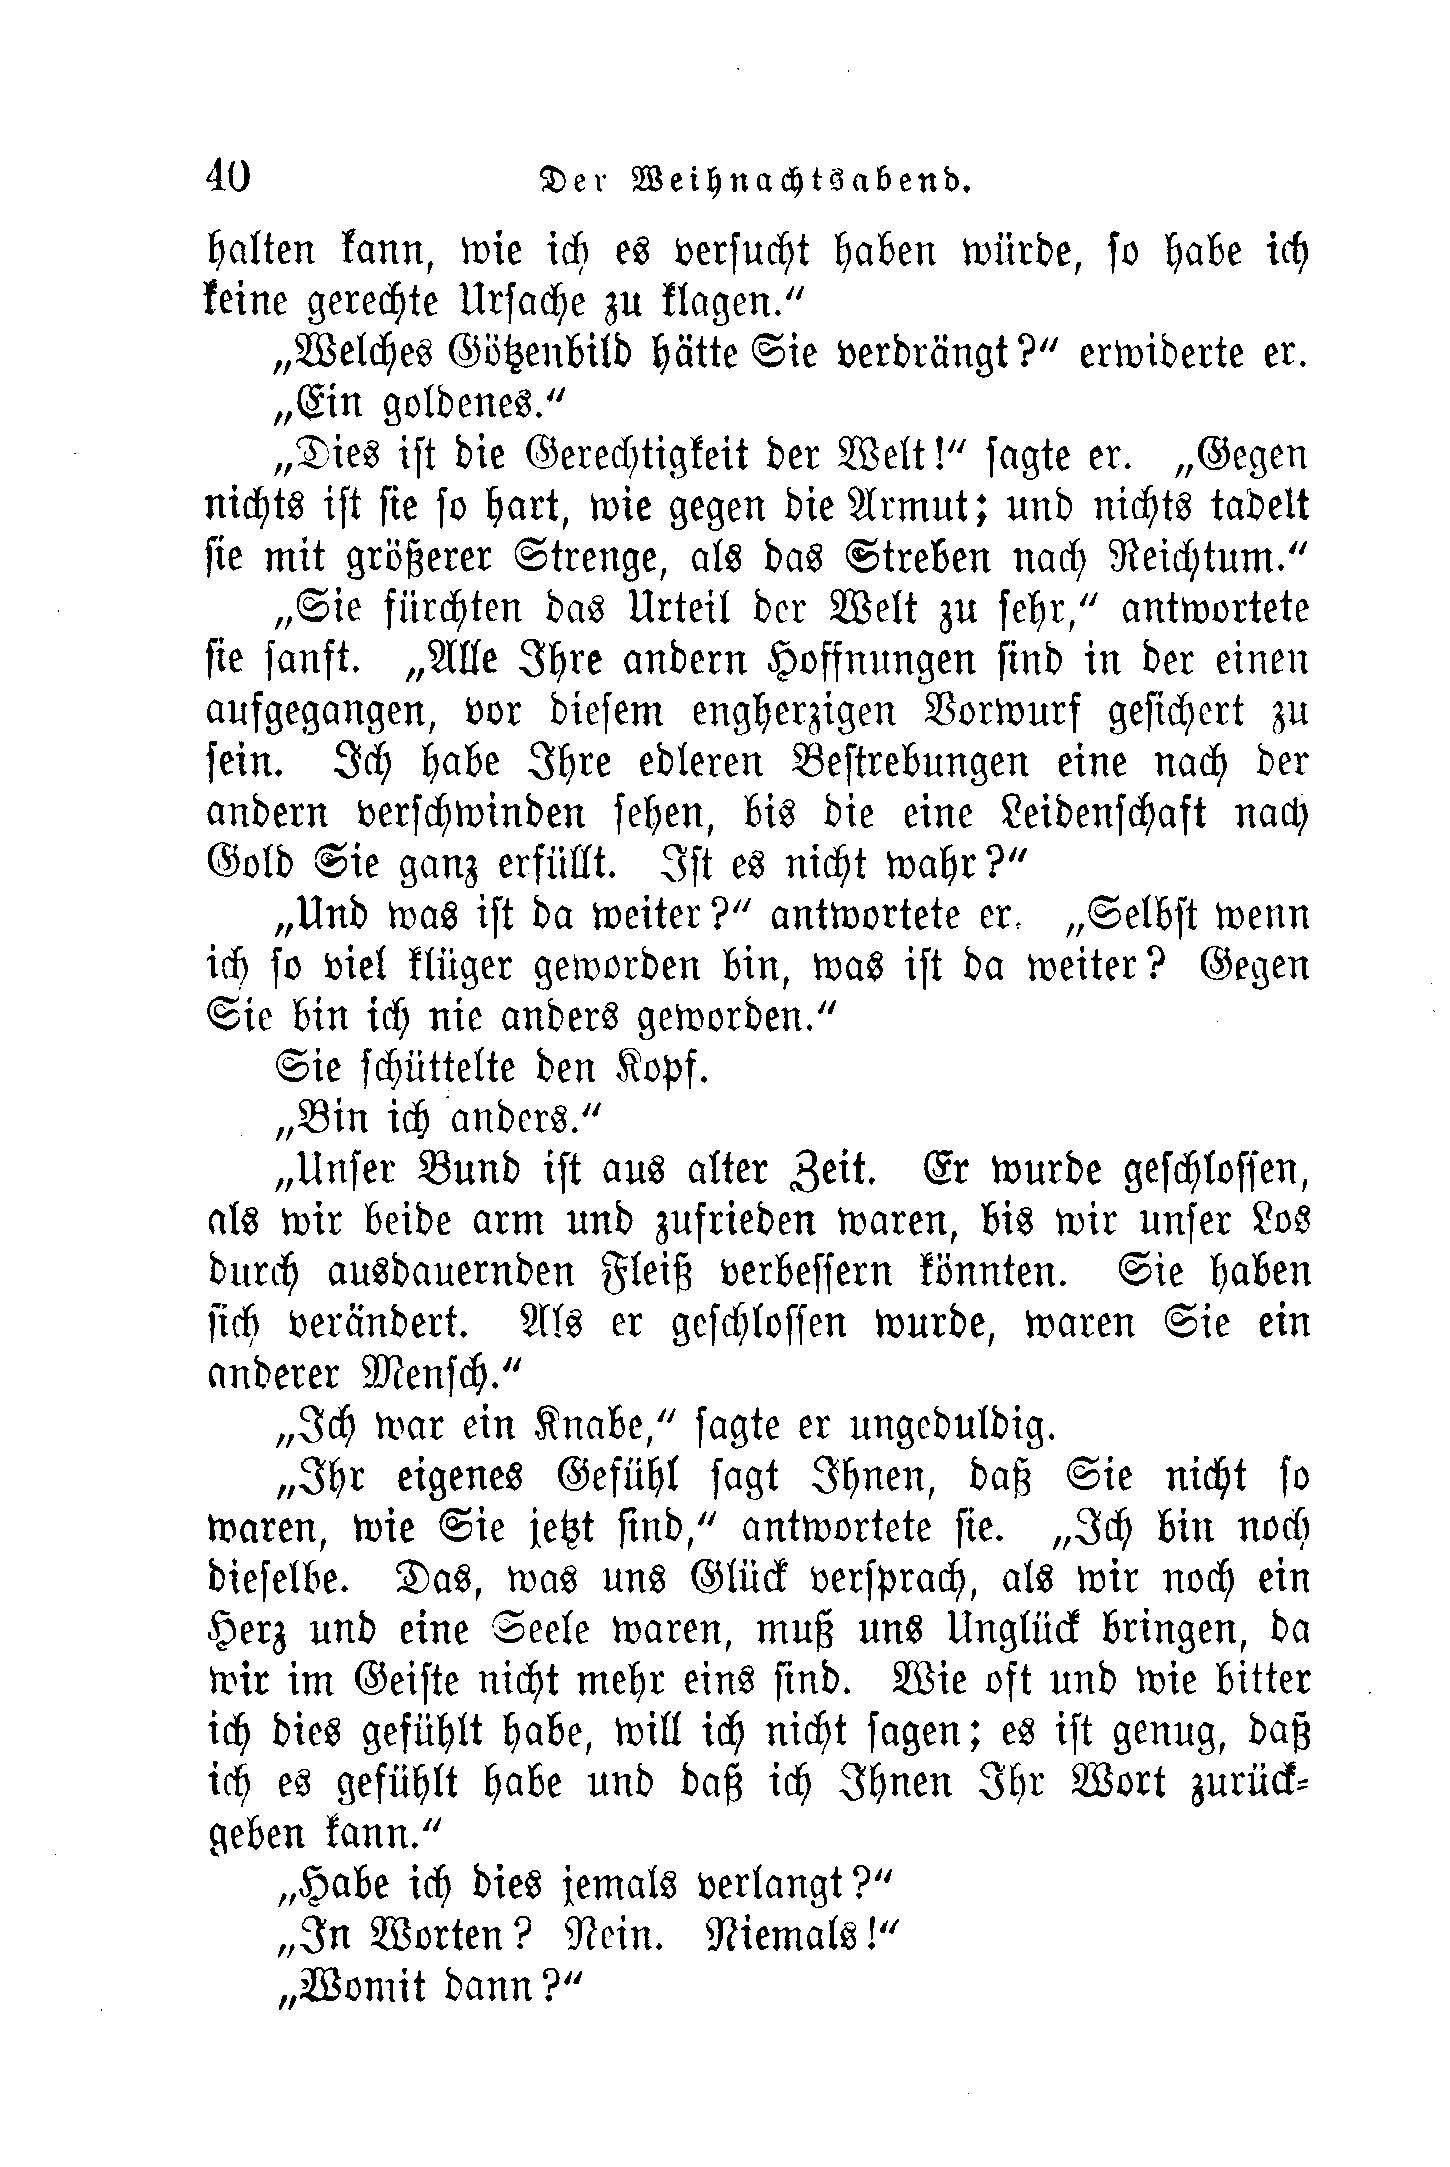 40 Der Weihnachtsabend.
halten kann, wie ich es versucht haben würde, so habe ich
keine gerechte Ursache zu klagen.“
„Welches Götzenbild hätte Sie verdrängt?“ erwiderte er.
„Ein goldenes.“
„Dies ist die Gerechtigkeit der Welt!“ sagte er. „Gegen
nichts ist sie so hart, wie gegen die Armut; und nichts tadelt
sie mit größerer Strenge, als das Streben nach Reichtum.“
„Sie fürchten das Urteil der Welt zu sehr,“ antwortete
sie sanft. „Alle Ihre andern Hoffnungen sind in der einen
aufgegangen, vor diesem engherzigen Vorwurf gesichert zu
sein. Ich habe Ihre edleren Bestrebungen eine nach der
andern verschwinden sehen, bis die eine Leidenschaft nach
Gold Sie ganz erfüllt. Ist es nicht wahr?“
„Und was ist da weiter?“ antwortete er. „Selbst wenn
ich so viel klüger geworden bin, was ist da weiter? Gegen
Sie bin ich nie anders geworden.“
Sie schüttelte den Kopf.
„Bin ich anders.“
„Unser Bund ist aus alter Zeit. Er wurde geschlossen,
als wir beide arm und zufrieden waren, bis wir unser Los
durch ausdauernden Fleiß verbessern könnten. Sie haben
sich verändert. Als er geschlossen wurde, waren Sie ein
anderer Mensch.“
„Ich war ein Knabe,“ sagte er ungeduldig.
„Ihr eigenes Gefühl sagt Ihnen, daß Sie nicht so
waren, wie Sie jetzt sind,“ antwortete sie. „Ich bin noch
dieselbe. Das, was uns Glück versprach, als wir noch ein
Herz und eine Seele waren, muß uns Unglück bringen, da
wir im Geiste nicht mehr eins sind. Wie oft und wie bitter
ich dies gefühlt habe, will ich nicht sagen; es ist genug, daß
ich es gefühlt habe und daß ich Ihnen Ihr Wort zurück-
geben kann.“
„Habe ich dies jemals verlangt?“
„In Worten? Nein. Niemals!“
„Womit dann?“